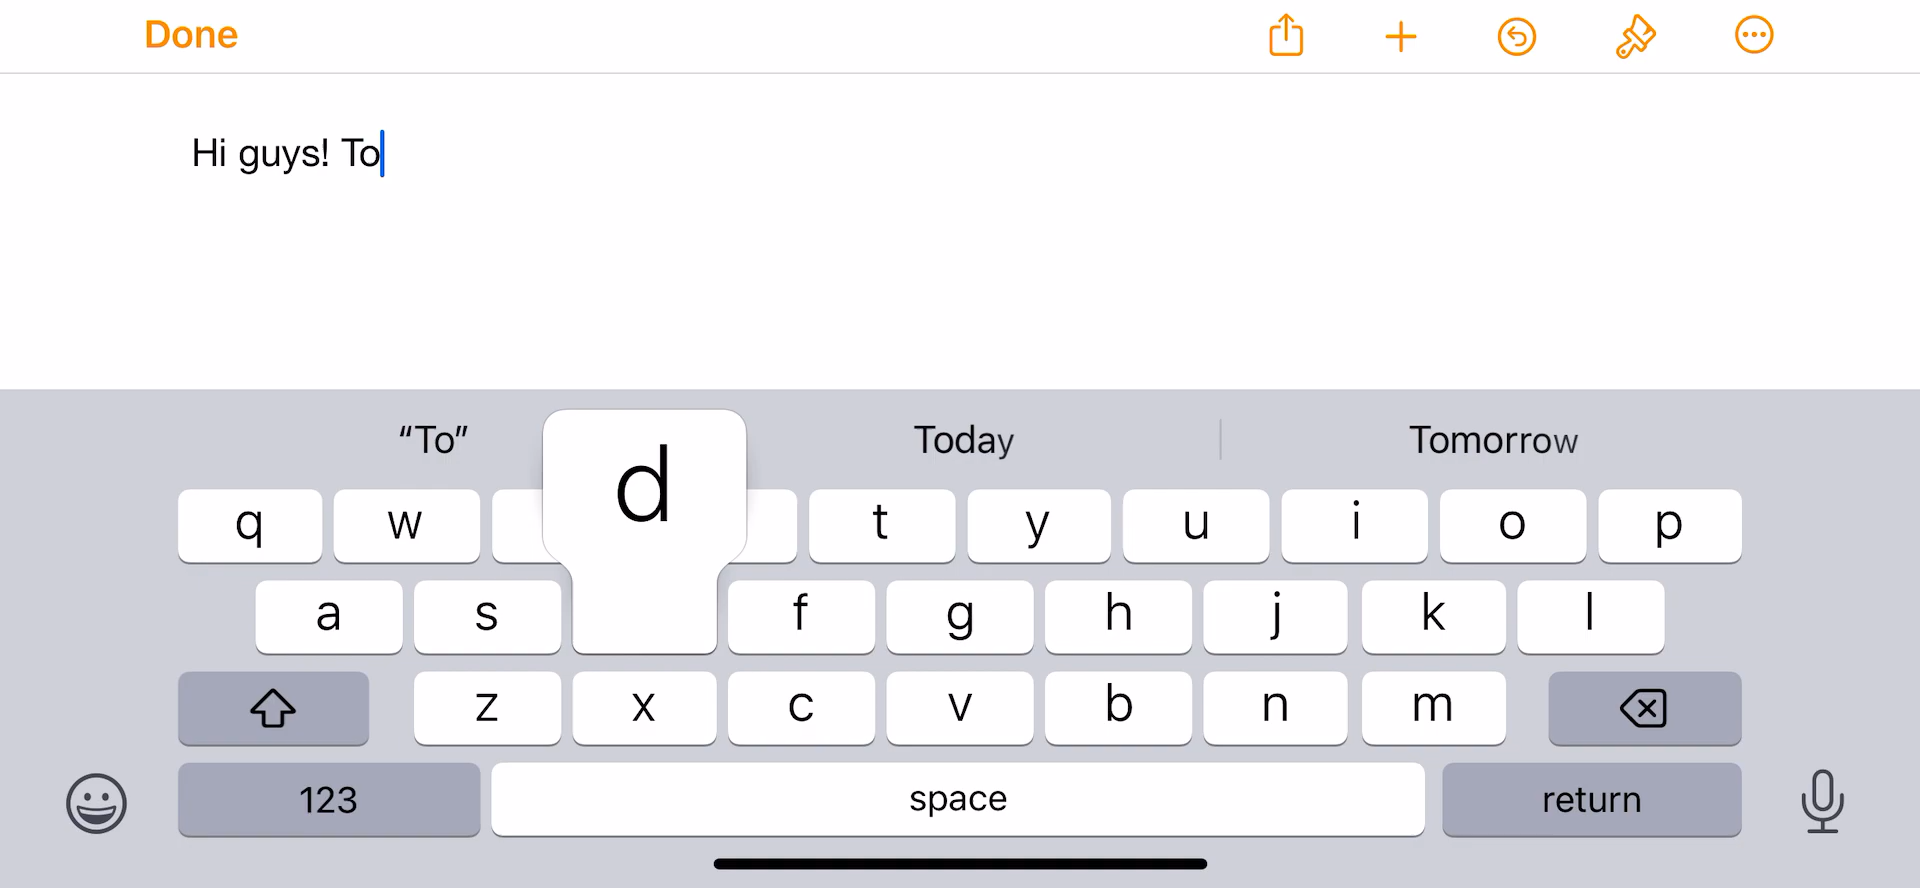 Done
Hi guys! To
“To” Today Tomorrow
d
q w t y u i o p
a s f g h j k l
z x c v b n m
123 space return